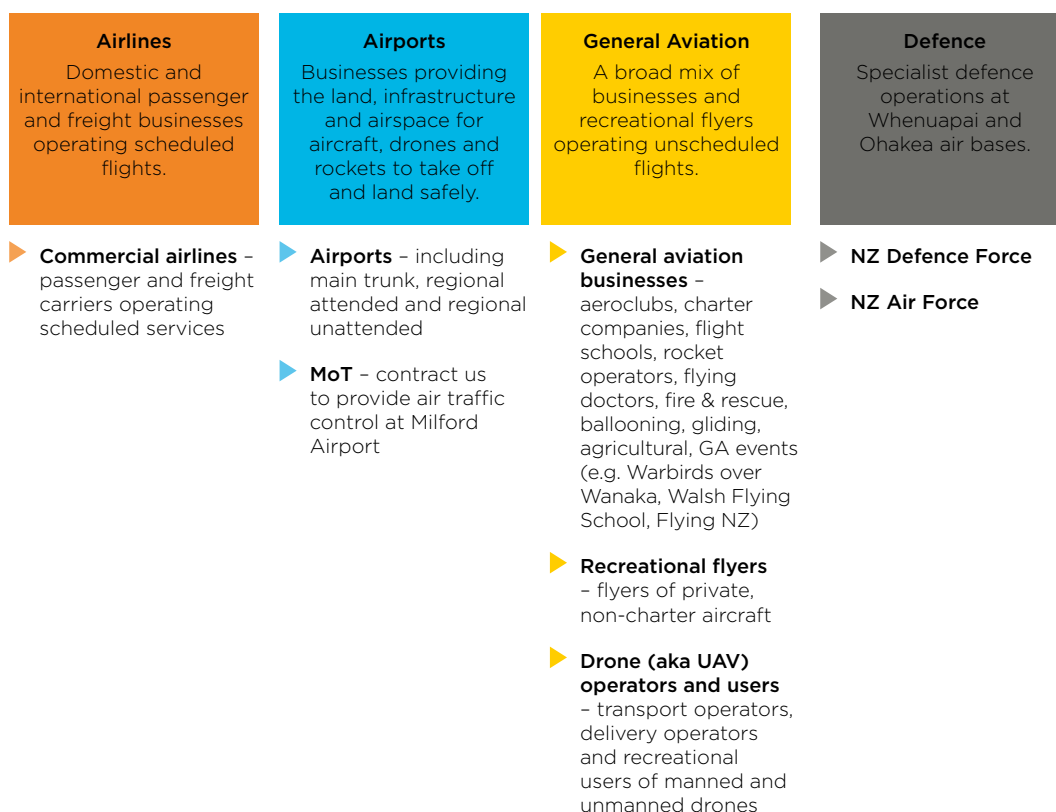 Airlines
Domestic and
international passenger
and freight businesses
operating scheduled
flights.
Commercial airlines –
passenger and freight
carriers operating
scheduled services
Airports
Businesses providing
the land, infrastructure
and airspace for
aircraft, drones and
rockets to take off
and land safely.
Airports – including
main trunk, regional
attended and regional
unattended
MoT – contract us
to provide air traffic
control at Milford
Airport
General Aviation
A broad mix of
businesses and
recreational flyers
operating unscheduled
flights.
General aviation
businesses –
aeroclubs, charter
companies, flight
schools, rocket
operators, flying
doctors, fire & rescue,
ballooning, gliding,
agricultural, GA events
(e.g. Warbirds over
Wanaka, Walsh Flying
School, Flying NZ)
Recreational flyers
– flyers of private,
non-charter aircraft
Drone (aka UAV)
operators and users
– transport operators,
delivery operators
and recreational
users of manned and
unmanned drones
Defence
Specialist defence
operations at
Whenuapai and
Ohakea air bases.
NZ Defence Force
NZ Air Force